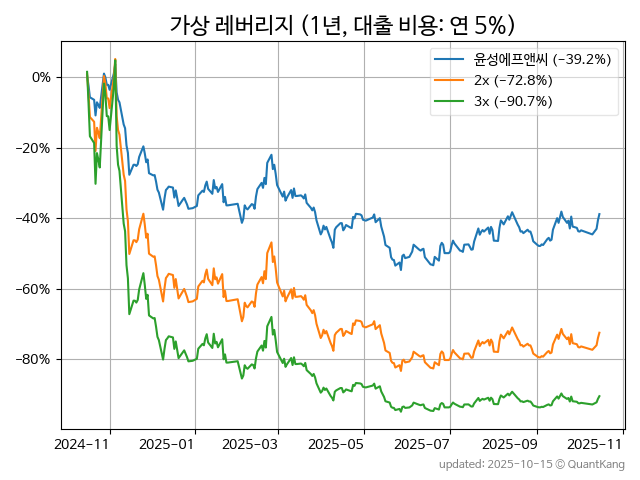 가상 레버리지 (1년, 대출 비용: 연 5%)
윤성에프앤씨 (-39.2%)
2x (-72.8%)
3x (-90.7%)
0%
-20%
-40%
-60%
-80%
2024-11 2025-01 2025-03 2025-05 2025-07 2025-09 2025-11
updated: 2025-10-15 © QuantKang